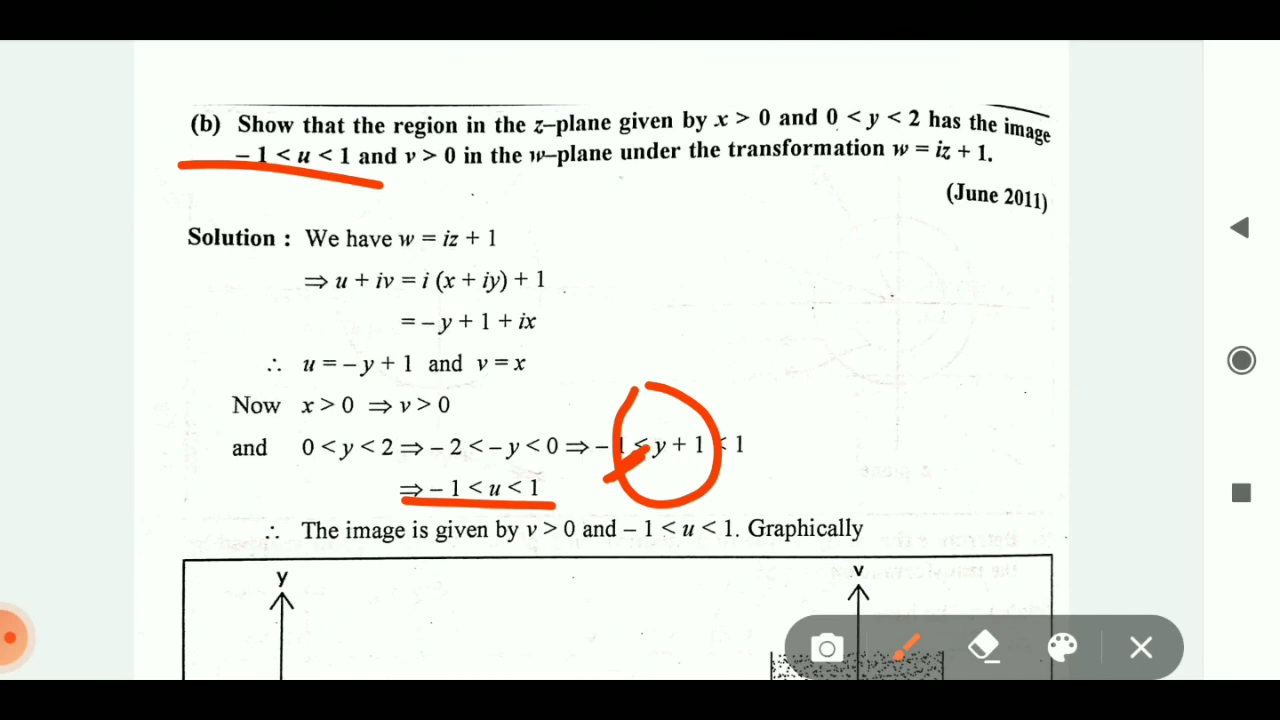 (b) Show that the region in the z–plane given by x > 0 and 0 < y < 2 has the image
– 1 < u < 1 and v > 0 in the w–plane under the transformation w = iz + 1.
(June 2011)
Solution : We have w = iz + 1
⇒ u + iv = i (x + iy) + 1
= – y + 1 + ix
∴ u = – y + 1 and v = x
Now x > 0 ⇒ v > 0
and 0 < y < 2 ⇒ – 2 < – y < 0 ⇒ – 1 < y + 1 < 1
⇒ – 1 < u < 1
∴ The image is given by v > 0 and – 1 < u < 1. Graphically
y
v